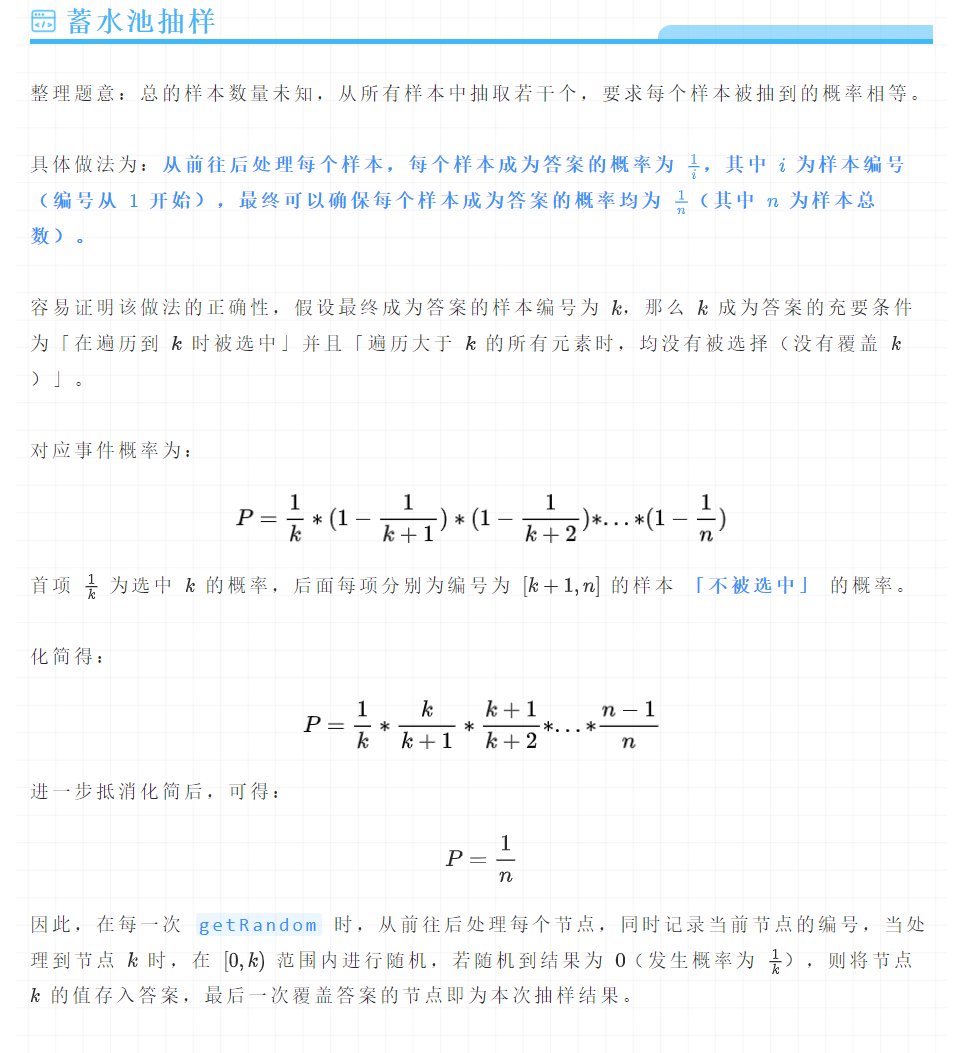 蓄水池抽样
整理题意：总的样本数量未知，从所有样本中抽取若干个，要求每个样本被抽到的概率相等。
具体做法为：从前往后处理每个样本，每个样本成为答案的概率为 1/i，其中 i 为样本编号
（编号从 1 开始），最终可以确保每个样本成为答案的概率均为 1/n（其中 n 为样本总
数）。
容易证明该做法的正确性，假设最终成为答案的样本编号为 k，那么 k 成为答案的充要条件
为「在遍历到 k 时被选中」并且「遍历大于 k 的所有元素时，均没有被选择（没有覆盖 k
）」。
对应事件概率为：
P = 1/k * (1 − 1/(k+1)) * (1 − 1/(k+2)) * ... * (1 − 1/n)
首项 1/k 为选中 k 的概率，后面每项分别为编号为 [k+1,n] 的样本 「不被选中」 的概率。
化简得：
P = 1/k * k/(k+1) * (k+1)/(k+2) * ... * (n−1)/n
进一步抵消化简后，可得：
P = 1/n
因此，在每一次 getRandom 时，从前往后处理每个节点，同时记录当前节点的编号，当处
理到节点 k 时，在 [0,k) 范围内进行随机，若随机到结果为 0（发生概率为 1/k），则将节点
k 的值存入答案，最后一次覆盖答案的节点即为本次抽样结果。